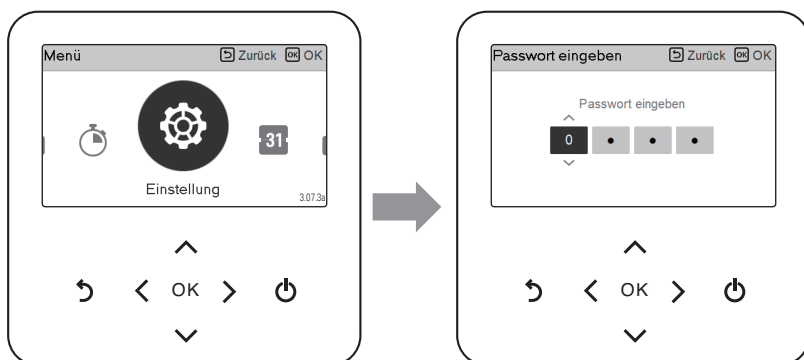 Menü Zurück OK OK
31
Einstellung
3.07.3a
OK
Passwort eingeben Zurück OK OK
Passwort eingeben
0
OK